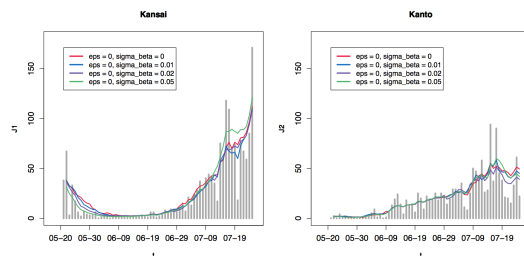 Kansai
Kanto
eps = 0, sigma_beta = 0
eps = 0, sigma_beta = 0.01
eps = 0, sigma_beta = 0.02
eps = 0, sigma_beta = 0.05
eps = 0, sigma_beta = 0
eps = 0, sigma_beta = 0.01
eps = 0, sigma_beta = 0.02
eps = 0, sigma_beta = 0.05
J1
0 50 100 150
05−20 05−30 06−09 06−19 06−29 07−09 07−19
J2
0 50 100 150
05−20 05−30 06−09 06−19 06−29 07−09 07−19